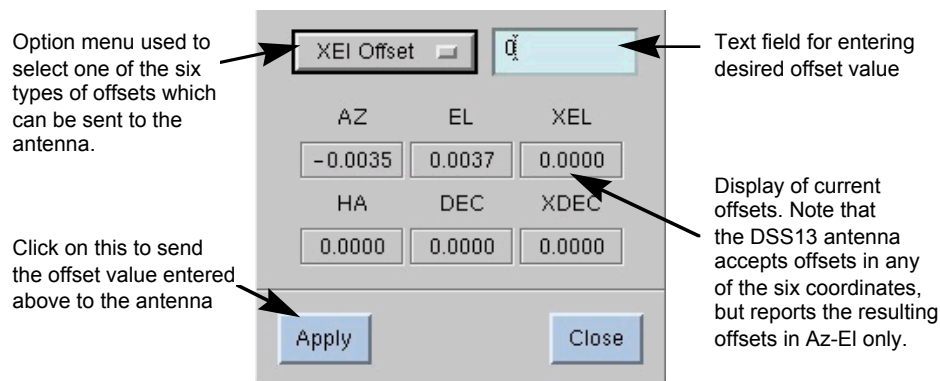 Option menu used to
select one of the six
types of offsets which
can be sent to the
antenna.
XEl Offset
0
Text field for entering
desired offset value
AZ EL XEL
-0.0035 0.0037 0.0000
HA DEC XDEC
0.0000 0.0000 0.0000
Display of current
offsets. Note that
the DSS13 antenna
accepts offsets in any
of the six coordinates,
but reports the resulting
offsets in Az-El only.
Click on this to send
the offset value entered
above to the antenna
Apply Close